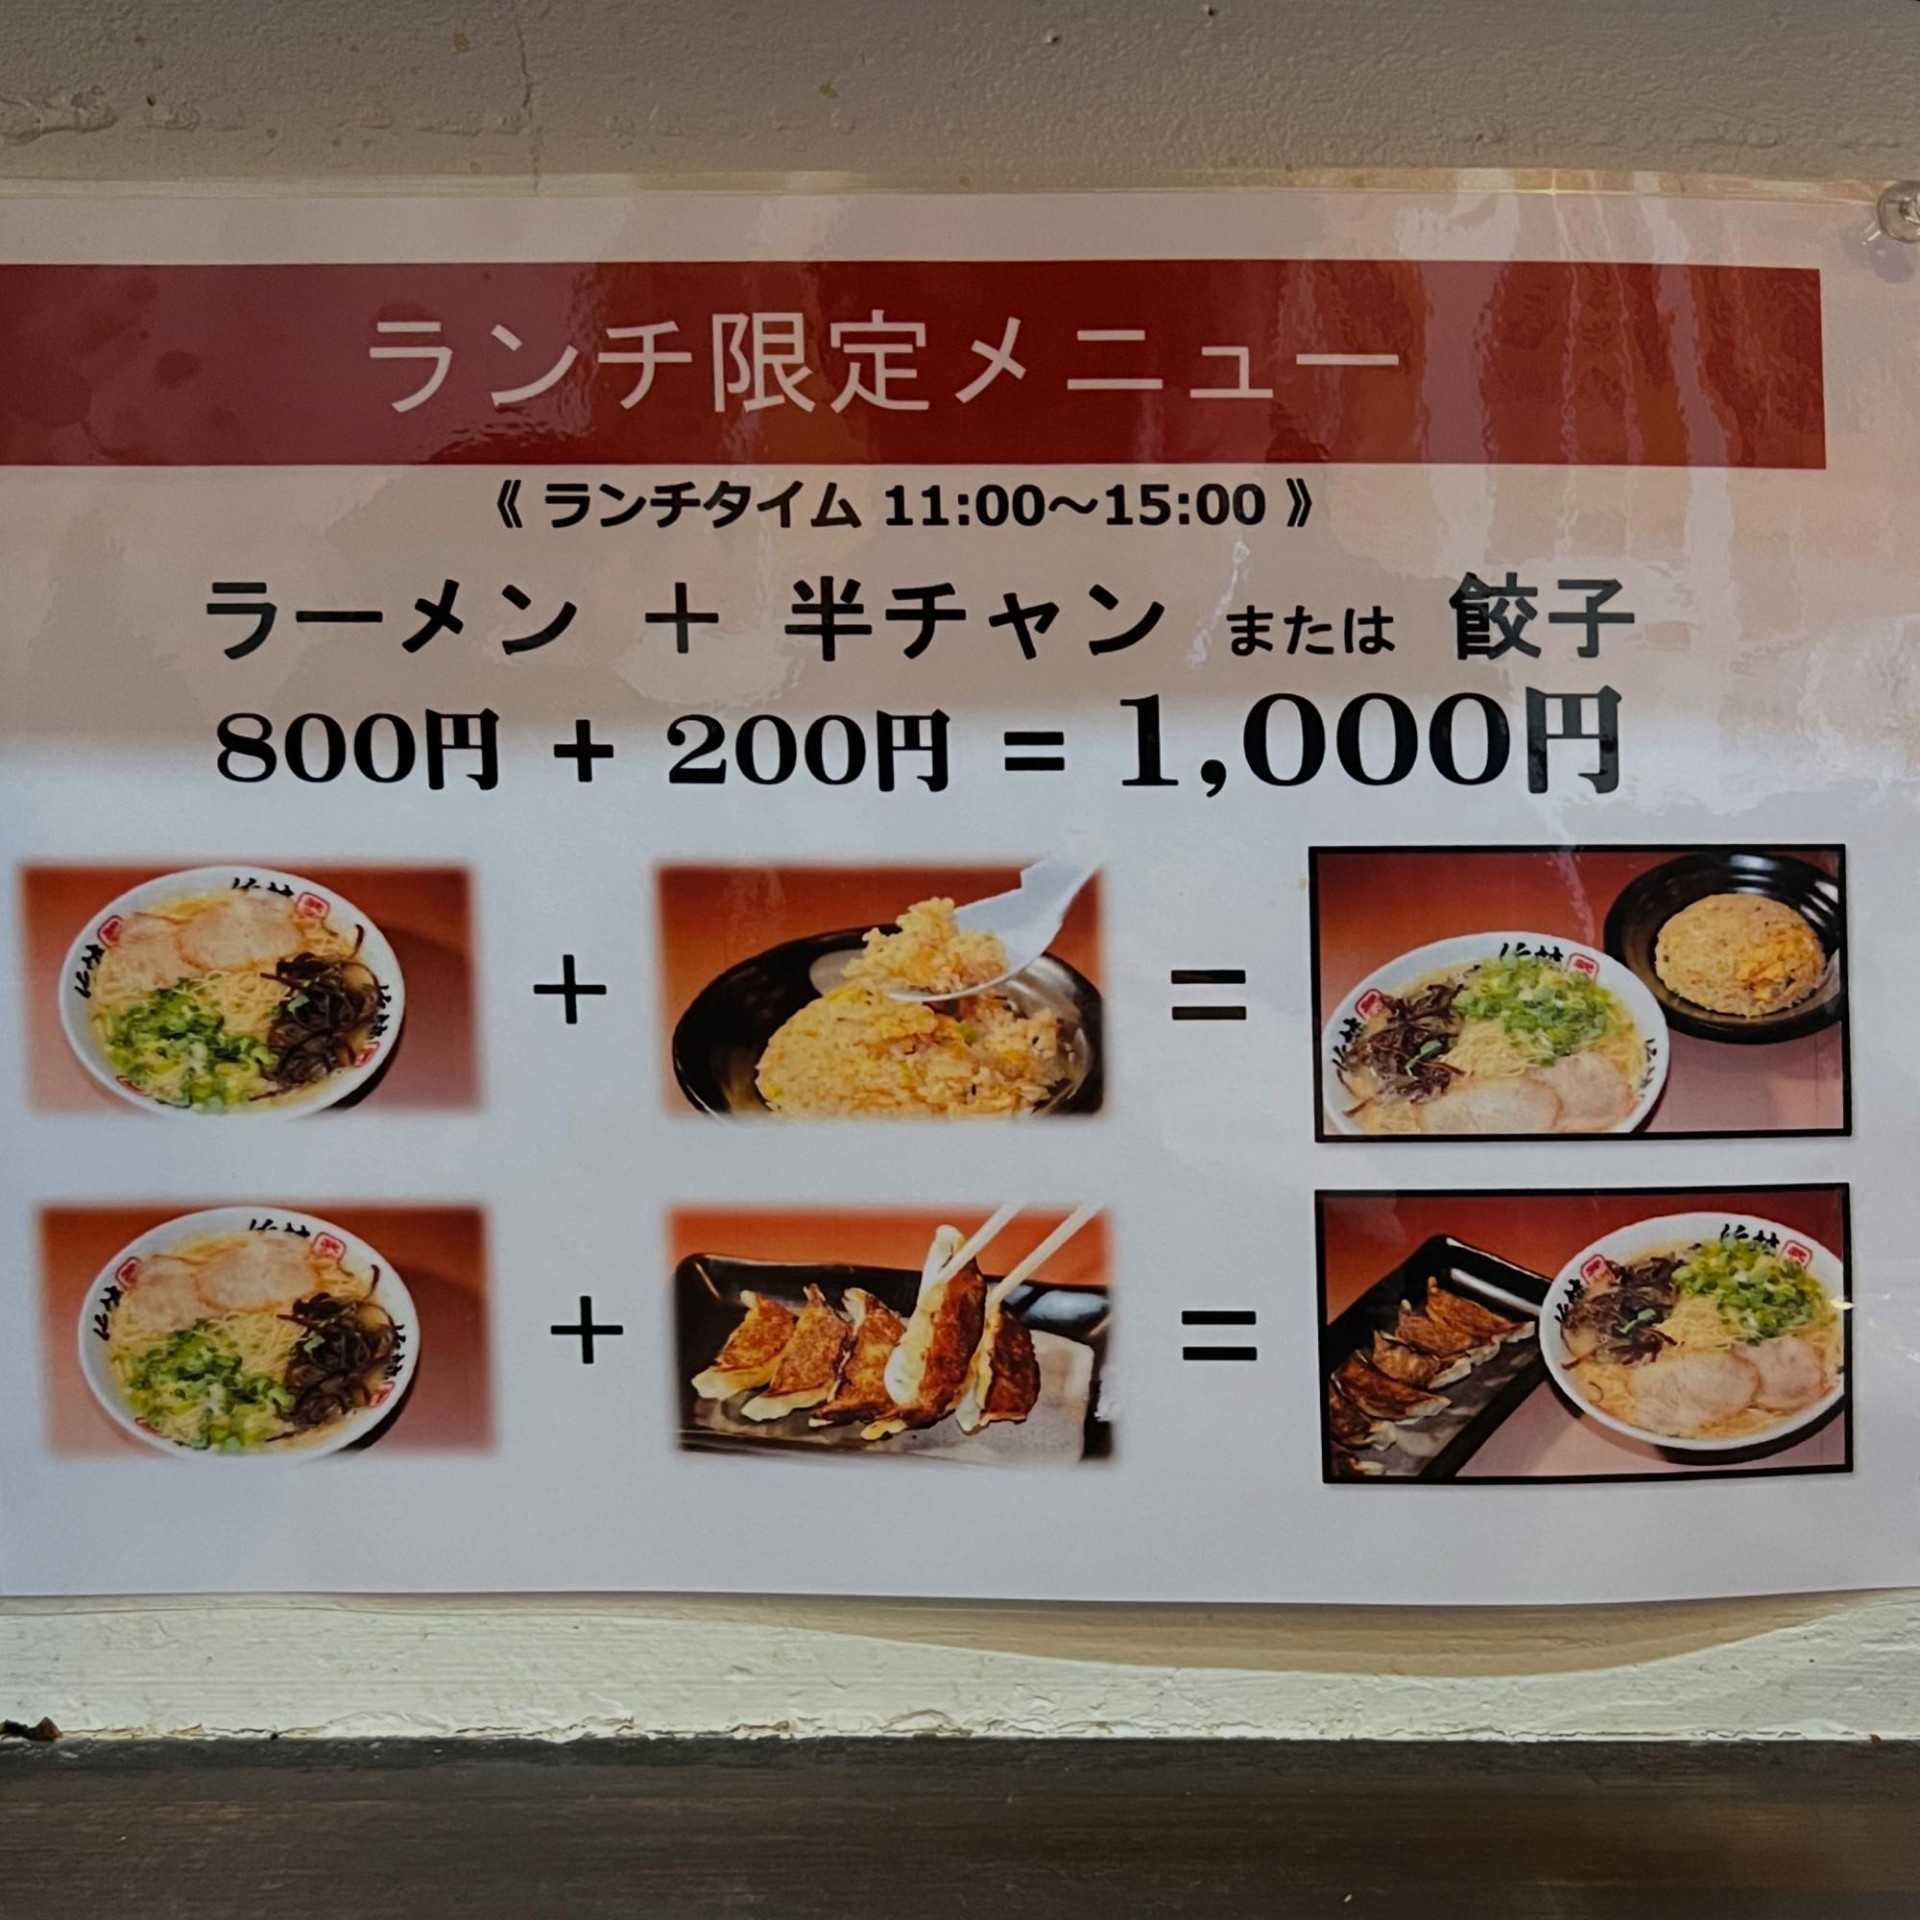 ランチ限定メニュー
《 ランチタイム 11:00～15:00 》
ラーメン ＋ 半チャン または 餃子
800円 + 200円 = 1,000円
＋ ＝
＋ ＝